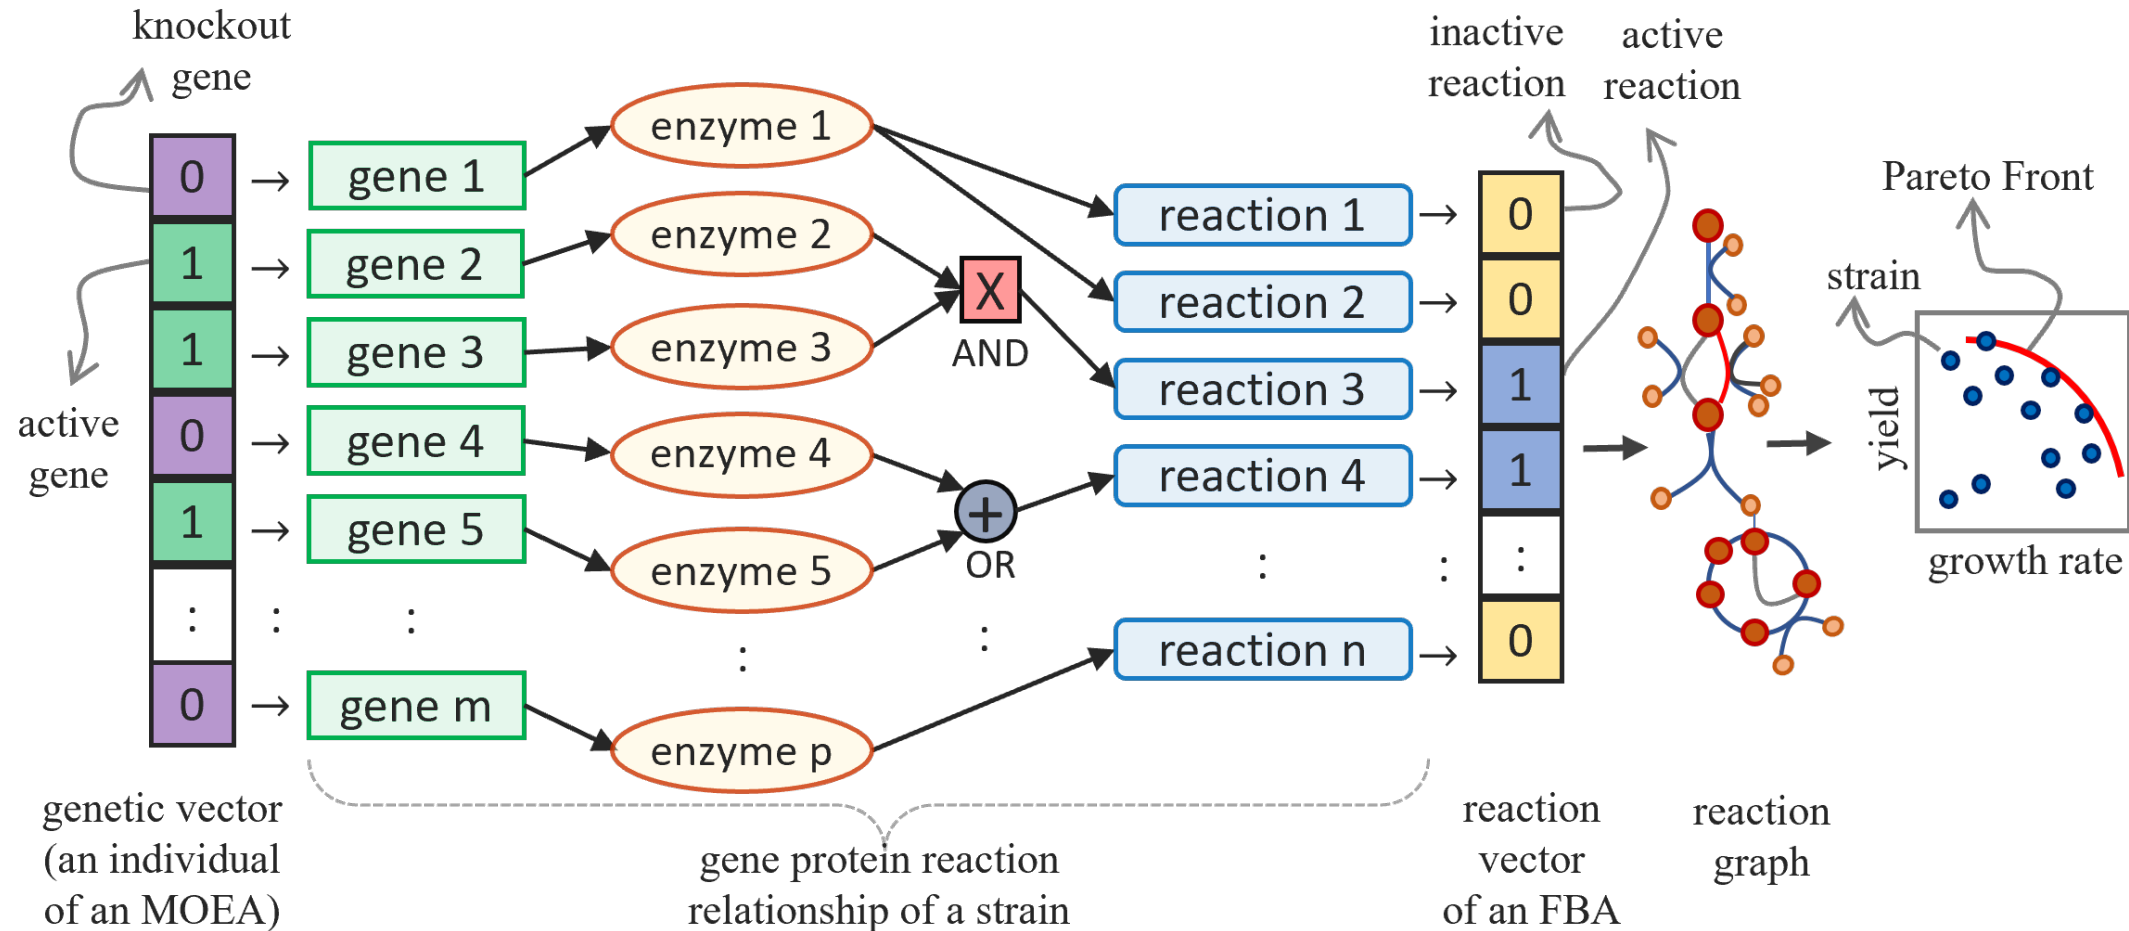 knockout
gene
0
1
1
0
1
:
0
active
gene
genetic vector
(an individual
of an MOEA)
→
→
→
→
→
:
→
gene 1
gene 2
gene 3
gene 4
gene 5
:
gene m
enzyme 1
enzyme 2
enzyme 3
enzyme 4
enzyme 5
:
enzyme p
X
AND
+
OR
:
gene protein reaction
relationship of a strain
reaction 1
reaction 2
reaction 3
reaction 4
:
reaction n
→
→
→
→
:
→
inactive
reaction
active
reaction
0
0
1
1
:
0
reaction
vector
of an FBA
reaction
graph
Pareto Front
strain
yield
growth rate